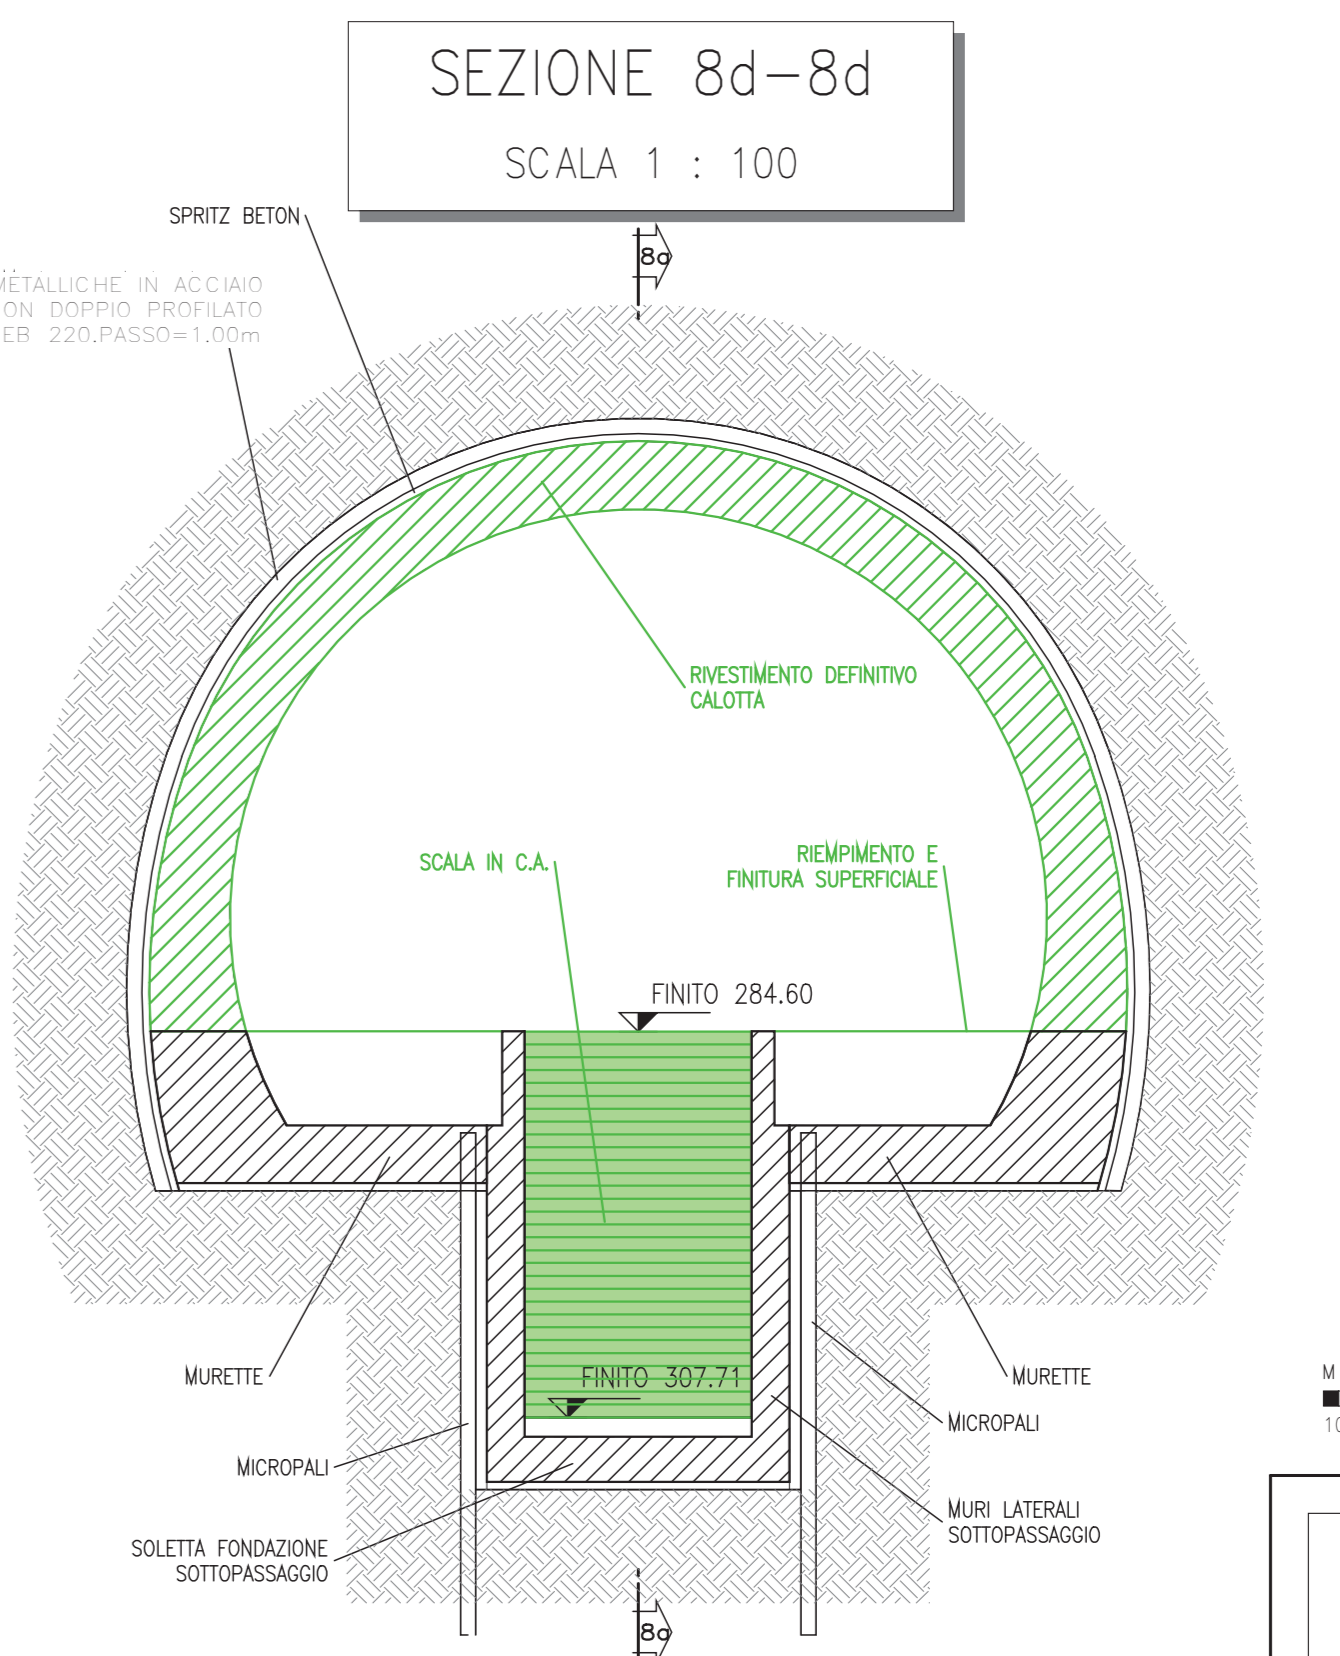 SEZIONE 8d-8d
SCALA 1 : 100
SPRITZ BETON
METALLICHE IN ACCIAIO
ON DOPPIO PROFILATO
EB 220.PASSO=1.00m
8a
RIVESTIMENTO DEFINITIVO
CALOTTA
SCALA IN C.A.
RIEMPIMENTO E
FINITURA SUPERFICIALE
FINITO 284.60
FINITO 307.71
MURETTE
MURETTE
MICROPALI
MICROPALI
SOLETTA FONDAZIONE
SOTTOPASSAGGIO
MURI LATERALI
SOTTOPASSAGGIO
8a
M
10